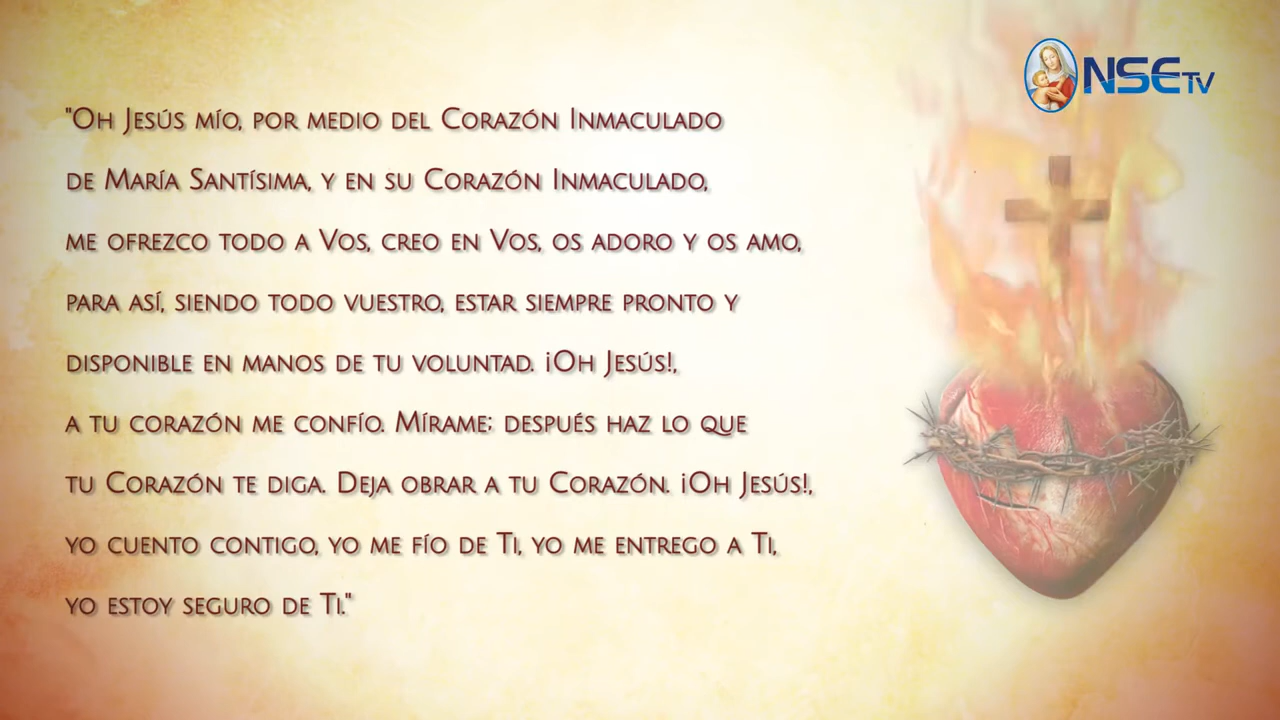 NSETV
"Oh Jesús mío, por medio del Corazón Inmaculado
de María Santísima, y en su Corazón Inmaculado,
me ofrezco todo a Vos, creo en Vos, os adoro y os amo,
para así, siendo todo vuestro, estar siempre pronto y
disponible en manos de tu voluntad. ¡Oh Jesús!,
a tu corazón me confío. Mírame; después haz lo que
tu Corazón te diga. Deja obrar a tu Corazón. ¡Oh Jesús!,
yo cuento contigo, yo me fío de Ti, yo me entrego a Ti,
yo estoy seguro de Ti."